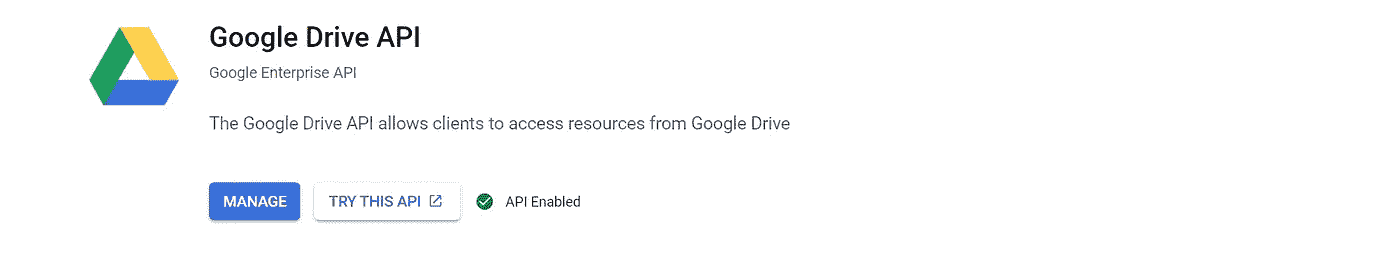 Google Drive API
Google Enterprise API
The Google Drive API allows clients to access resources from Google Drive
MANAGE TRY THIS API API Enabled